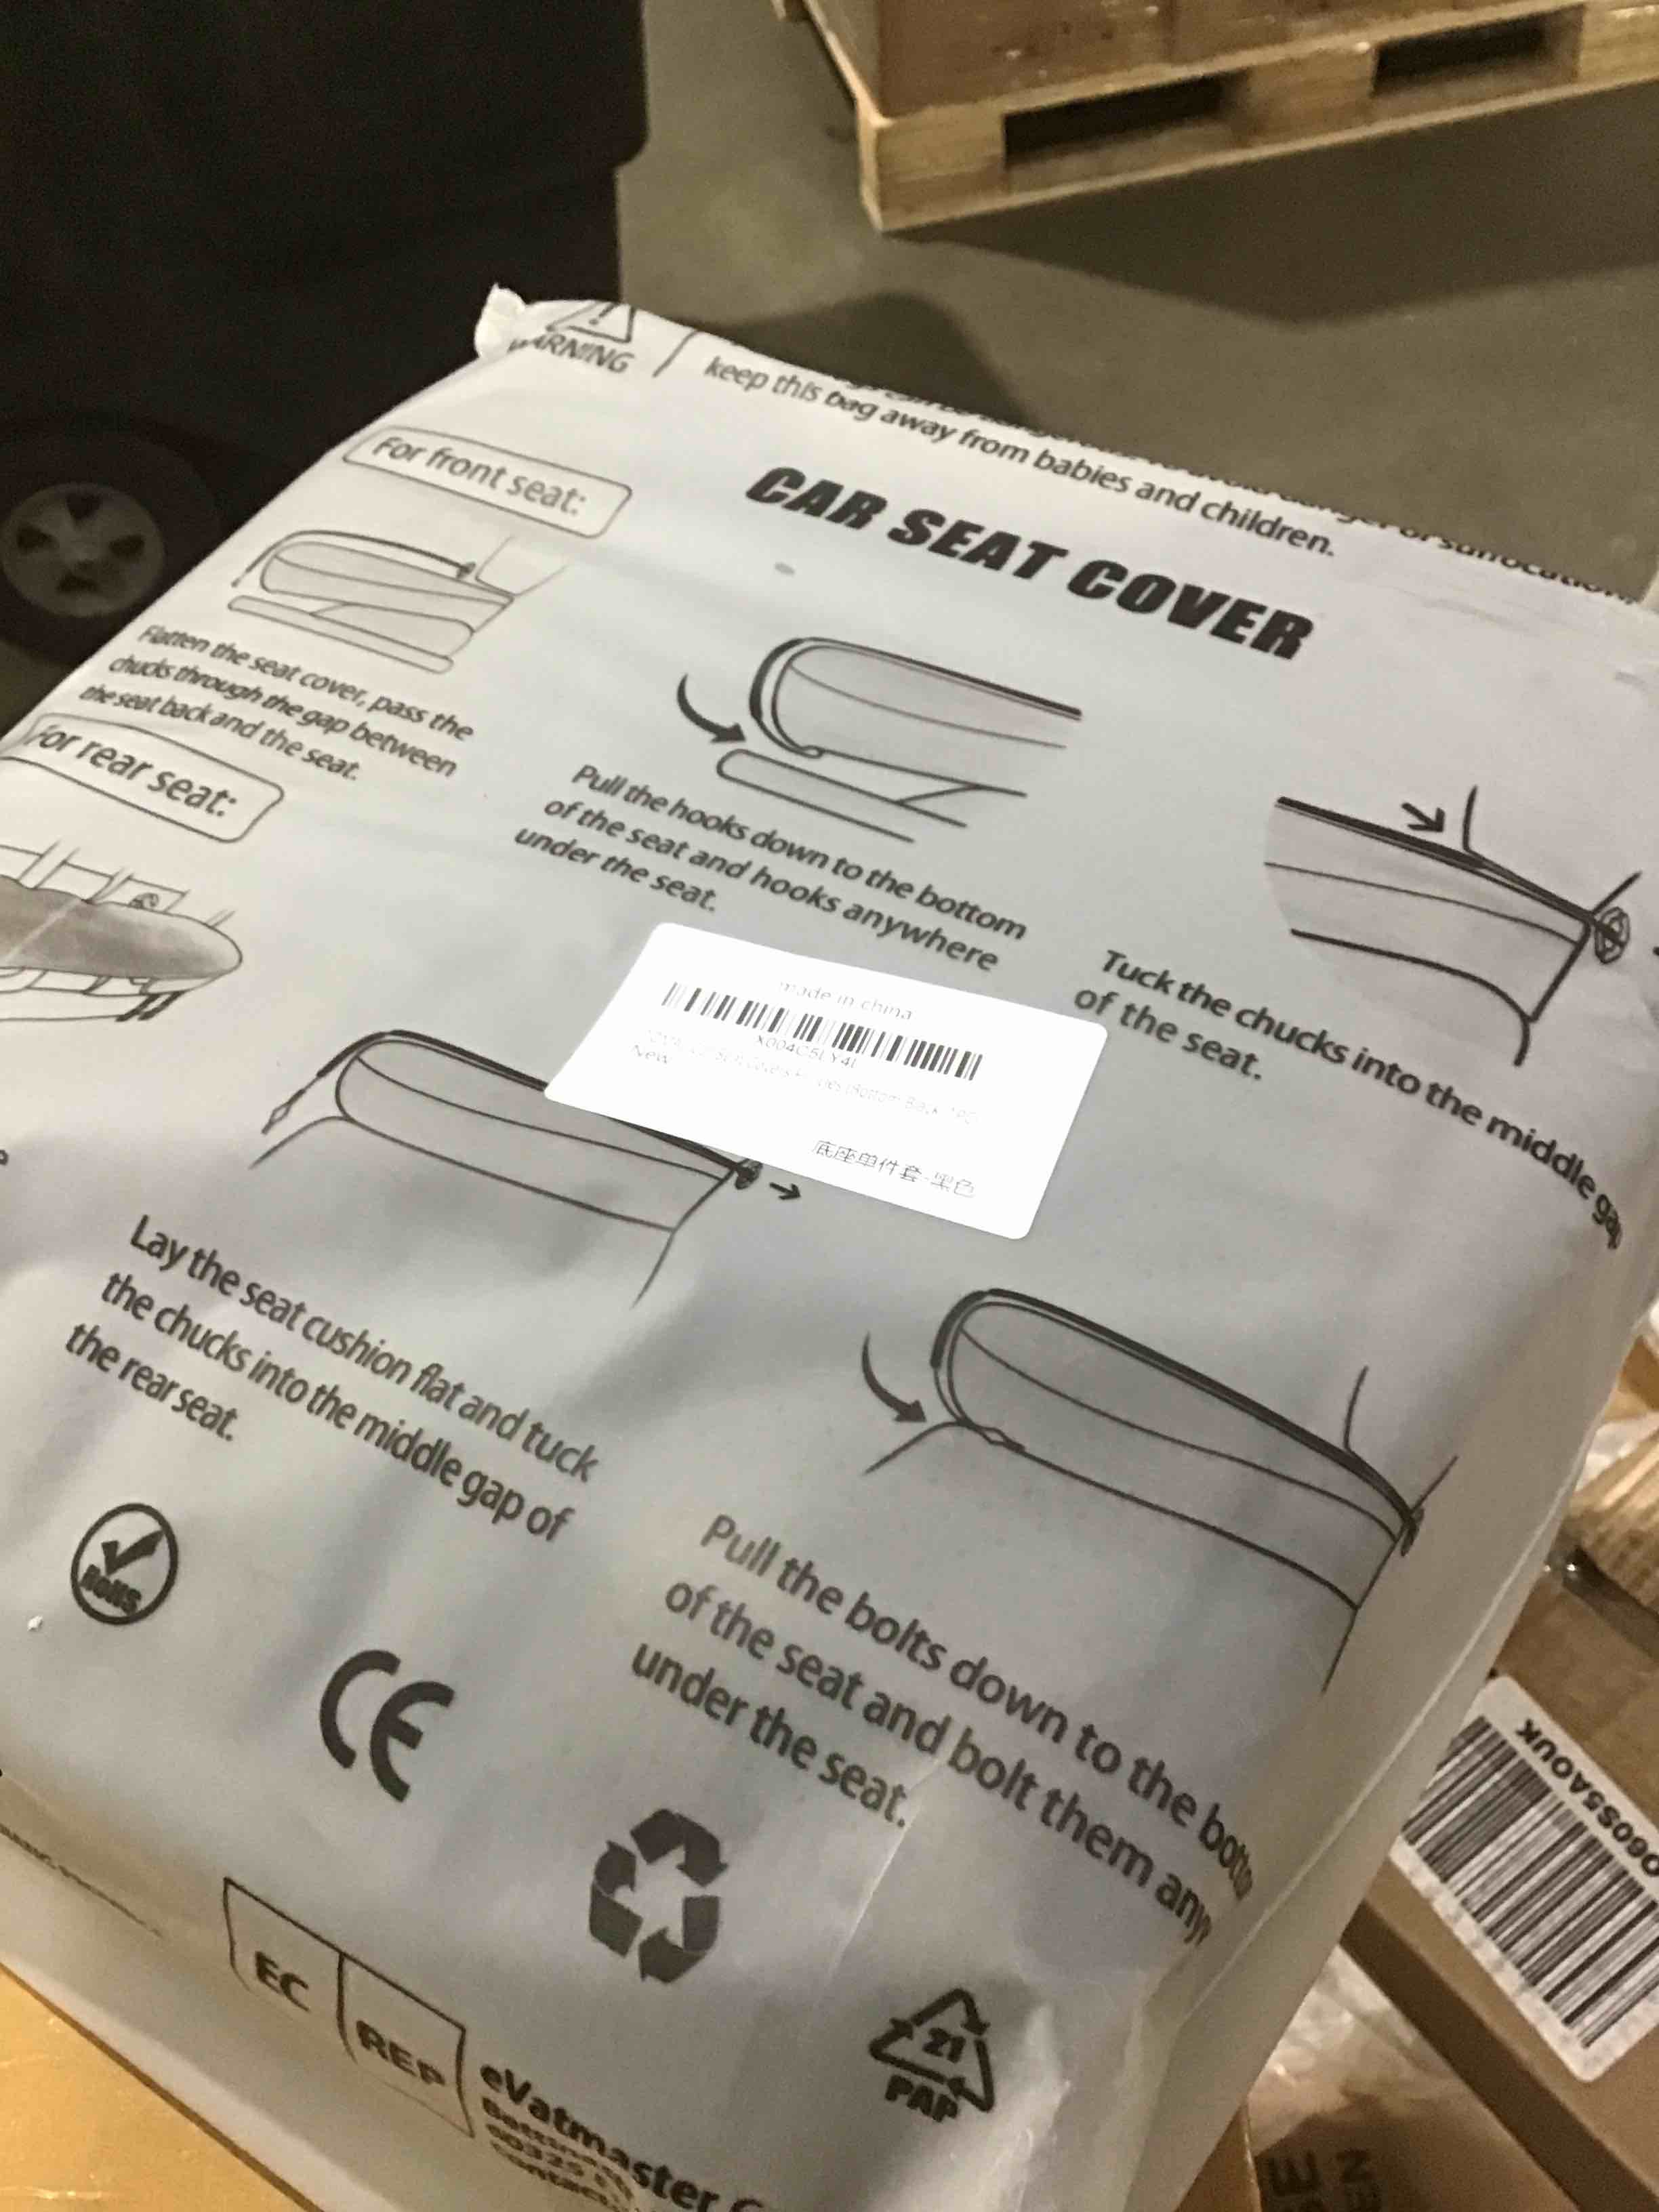 WARNING
keep this bag away from babies and children.
CAR SEAT COVER
For front seat:
Flatten the seat cover, pass the
chucks through the gap between
the seat back and the seat.
Pull the hooks down to the bottom
of the seat and hooks anywhere
under the seat.
Tuck the chucks into the middle gap
of the seat.
For rear seat:
made in china
X004G5LY4L
New
底座单件套-黑色
Lay the seat cushion flat and tuck
the chucks into the middle gap of
the rear seat.
Pull the bolts down to the
of the seat and bolt them
under the seat.
RoHS
CE
EC REP
eVatmaster
21
PAP